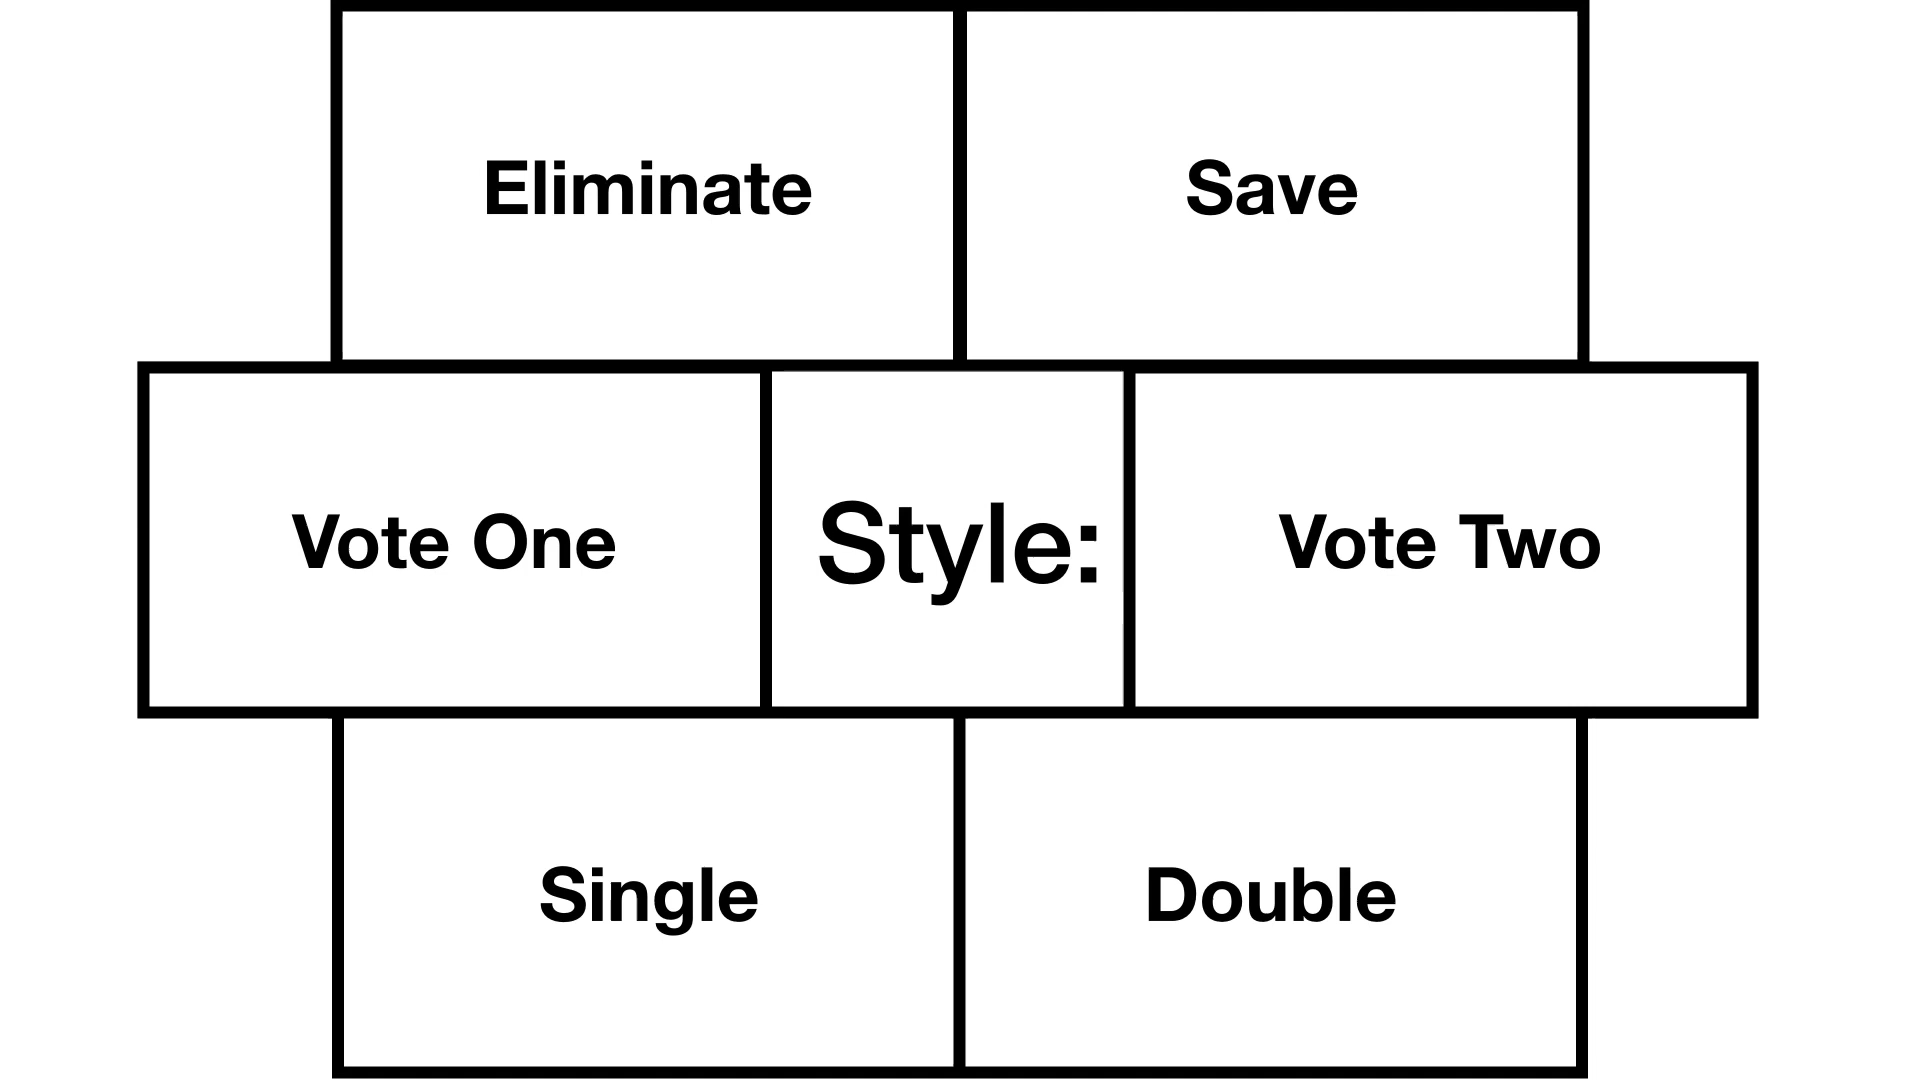 Eliminate
Save
Vote One
Style:
Vote Two
Single
Double